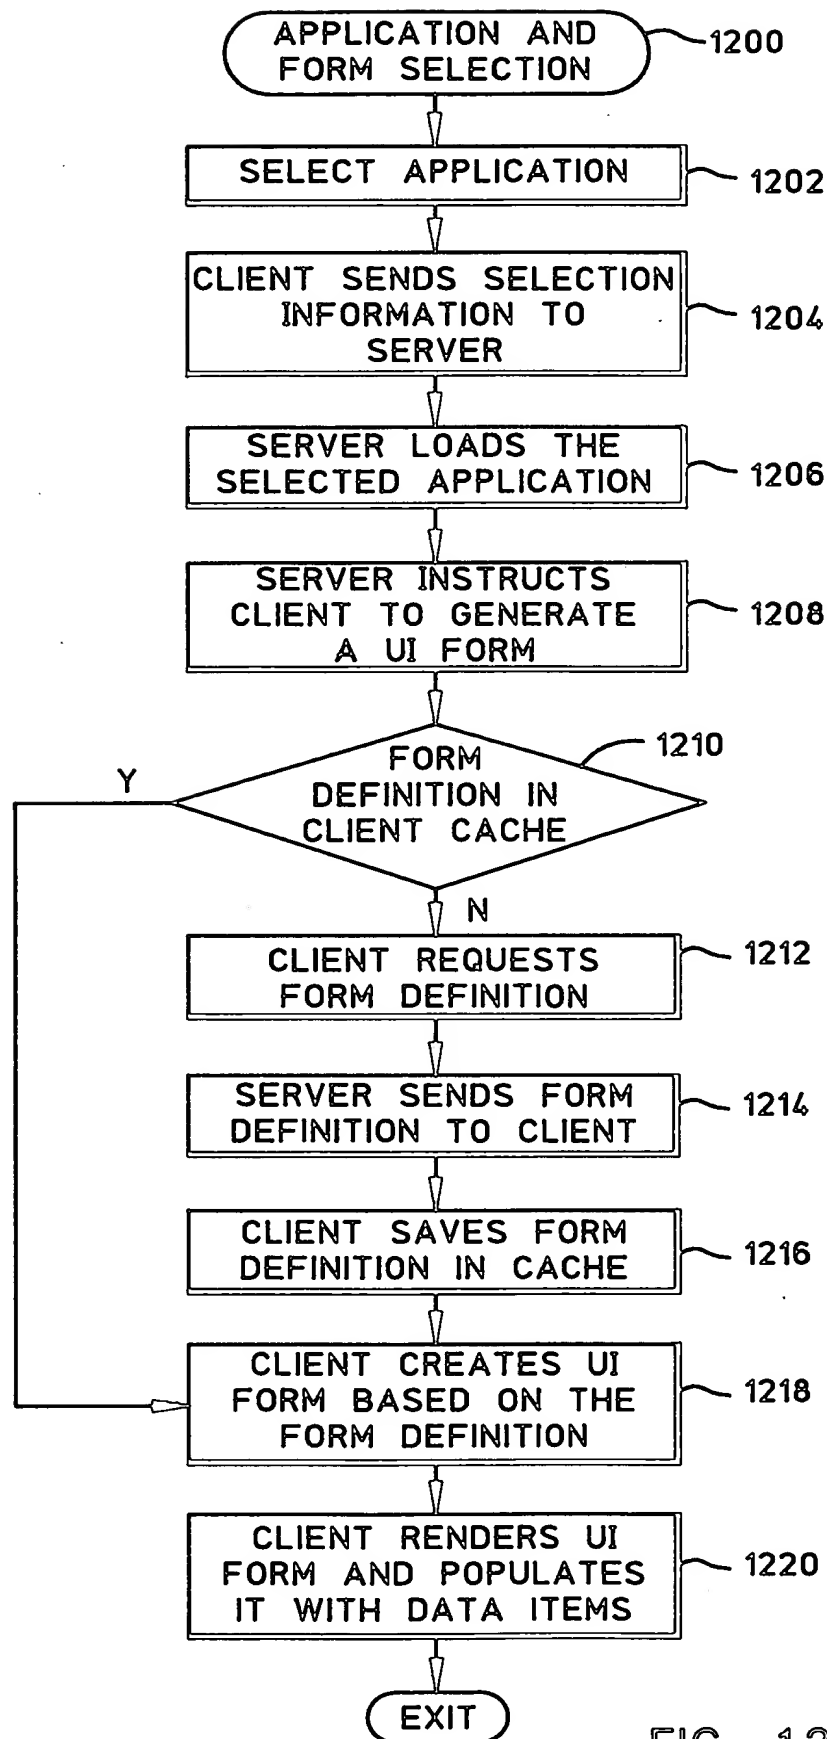 APPLICATION AND
FORM SELECTION
1200
SELECT APPLICATION
1202
CLIENT SENDS SELECTION
INFORMATION TO
SERVER
1204
SERVER LOADS THE
SELECTED APPLICATION
1206
SERVER INSTRUCTS
CLIENT TO GENERATE
A UI FORM
1208
FORM
DEFINITION IN
CLIENT CACHE
1210
Y
N
CLIENT REQUESTS
FORM DEFINITION
1212
SERVER SENDS FORM
DEFINITION TO CLIENT
1214
CLIENT SAVES FORM
DEFINITION IN CACHE
1216
CLIENT CREATES UI
FORM BASED ON THE
FORM DEFINITION
1218
CLIENT RENDERS UI
FORM AND POPULATES
IT WITH DATA ITEMS
1220
EXIT
FIG. 12